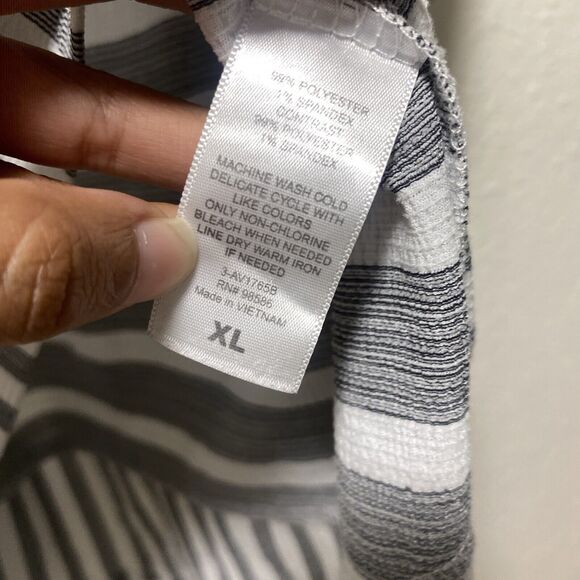 99% POLYESTER
1% SPANDEX
CONTRAST
99% POLYESTER
1% SPANDEX
MACHINE WASH COLD
DELICATE CYCLE WITH
LIKE COLORS
ONLY NON-CHLORINE
BLEACH WHEN NEEDED
LINE DRY WARM IRON
IF NEEDED
3-AV1765B
RN# 98586
Made in VIETNAM
XL